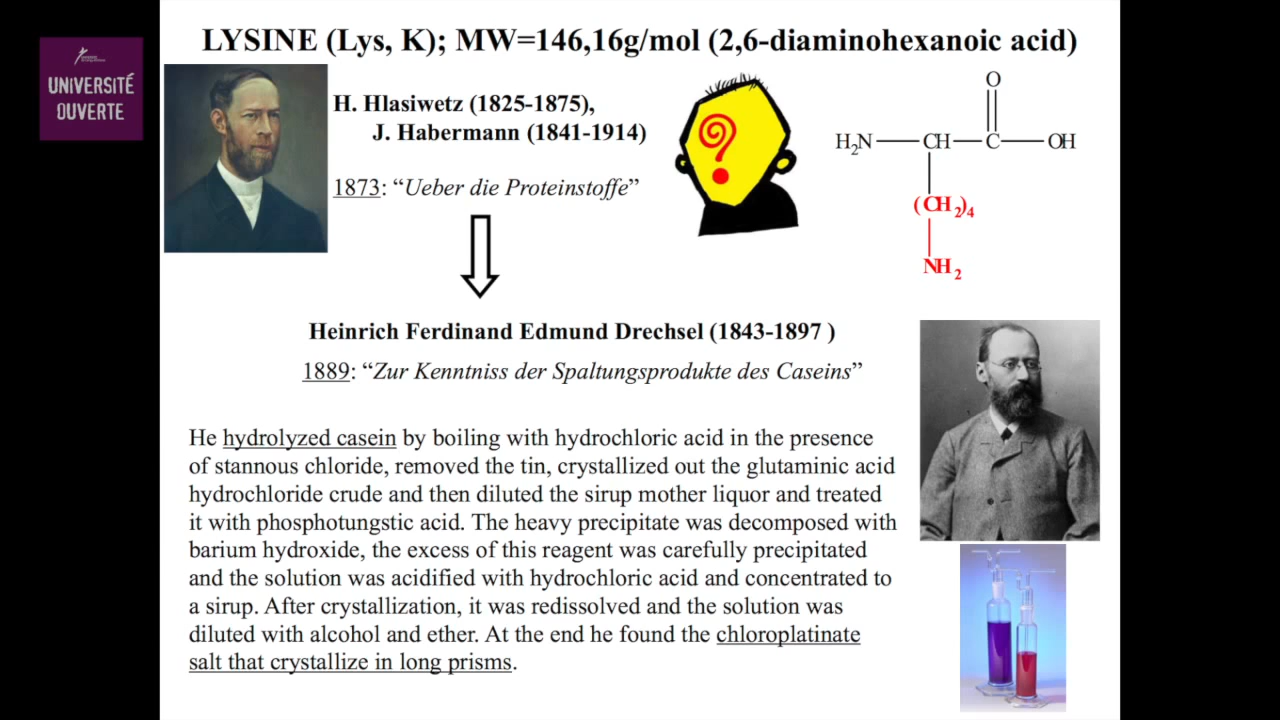 LYSINE (Lys, K); MW=146,16g/mol (2,6-diaminohexanoic acid)
UNIVERSITÉ
OUVERTE
H. Hlasiwetz (1825-1875),
J. Habermann (1841-1914)
1873: “Ueber die Proteinstoffe”
?
O
H₂N CH C OH
(CH₂)₄
NH₂
Heinrich Ferdinand Edmund Drechsel (1843-1897 )
1889: “Zur Kenntniss der Spaltungsprodukte des Caseins”
He hydrolyzed casein by boiling with hydrochloric acid in the presence
of stannous chloride, removed the tin, crystallized out the glutaminic acid
hydrochloride crude and then diluted the sirup mother liquor and treated
it with phosphotungstic acid. The heavy precipitate was decomposed with
barium hydroxide, the excess of this reagent was carefully precipitated
and the solution was acidified with hydrochloric acid and concentrated to
a sirup. After crystallization, it was redissolved and the solution was
diluted with alcohol and ether. At the end he found the chloroplatinate
salt that crystallize in long prisms.